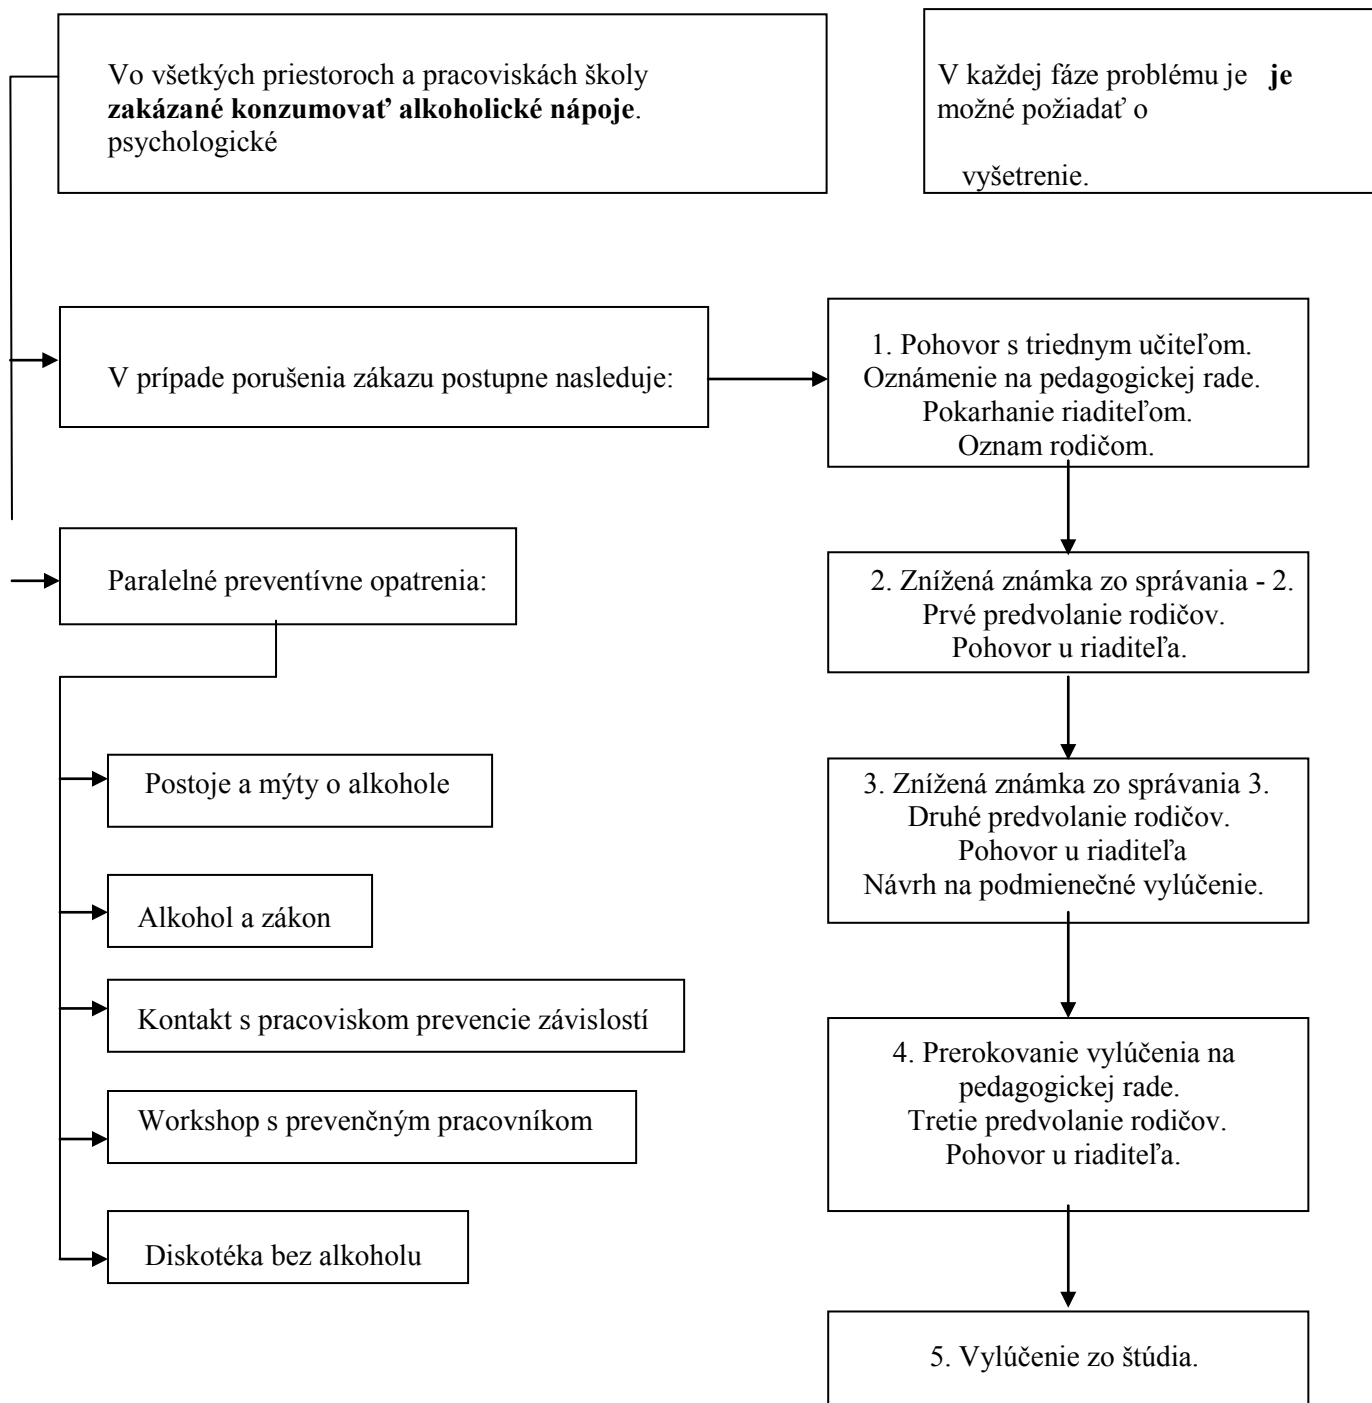 Vo všetkých priestoroch a pracoviskách školy
zakázané konzumovať alkoholické nápoje.
psychologické
V každej fáze problému je je
možné požiadať o
vyšetrenie.
V prípade porušenia zákazu postupne nasleduje:
1. Pohovor s triednym učiteľom.
Oznámenie na pedagogickej rade.
Pokarhanie riaditeľom.
Oznam rodičom.
Paralelné preventívne opatrenia:
2. Znížená známka zo správania - 2.
Prvé predvolanie rodičov.
Pohovor u riaditeľa.
Postoje a mýty o alkohole
Alkohol a zákon
Kontakt s pracoviskom prevencie závislostí
Workshop s prevenčným pracovníkom
Diskotéka bez alkoholu
3. Znížená známka zo správania 3.
Druhé predvolanie rodičov.
Pohovor u riaditeľa
Návrh na podmienečné vylúčenie.
4. Prerokovanie vylúčenia na
pedagogickej rade.
Tretie predvolanie rodičov.
Pohovor u riaditeľa.
5. Vylúčenie zo štúdia.